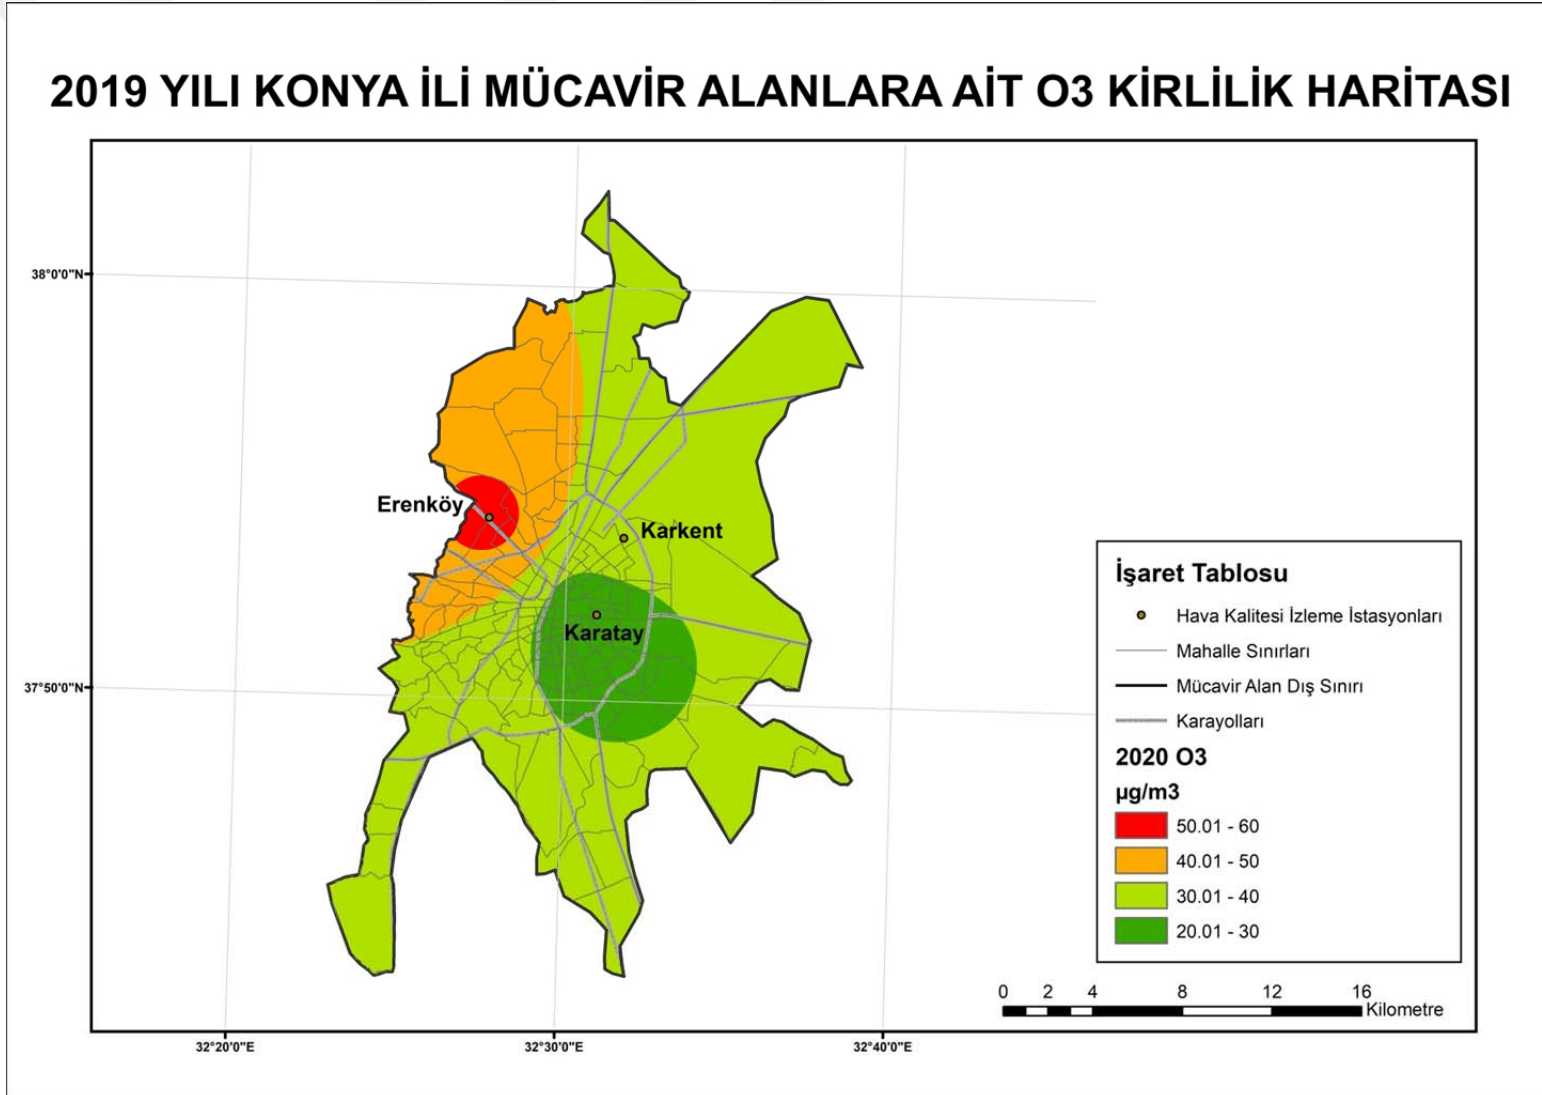 2019 YILI KONYA İLİ MÜCAVİR ALANLARA AİT O3 KİRLİLİK HARİTASI
38°0'0"N
Erenköy
Karkent
Karatay
37°50'0"N
İşaret Tablosu
Hava Kalitesi İzleme İstasyonları
Mahalle Sınırları
Mücavir Alan Dış Sınırı
Karayolları
2020 O3
µg/m3
50.01 - 60
40.01 - 50
30.01 - 40
20.01 - 30
0 2 4 8 12 16
Kilometre
32°20'0"E 32°30'0"E 32°40'0"E